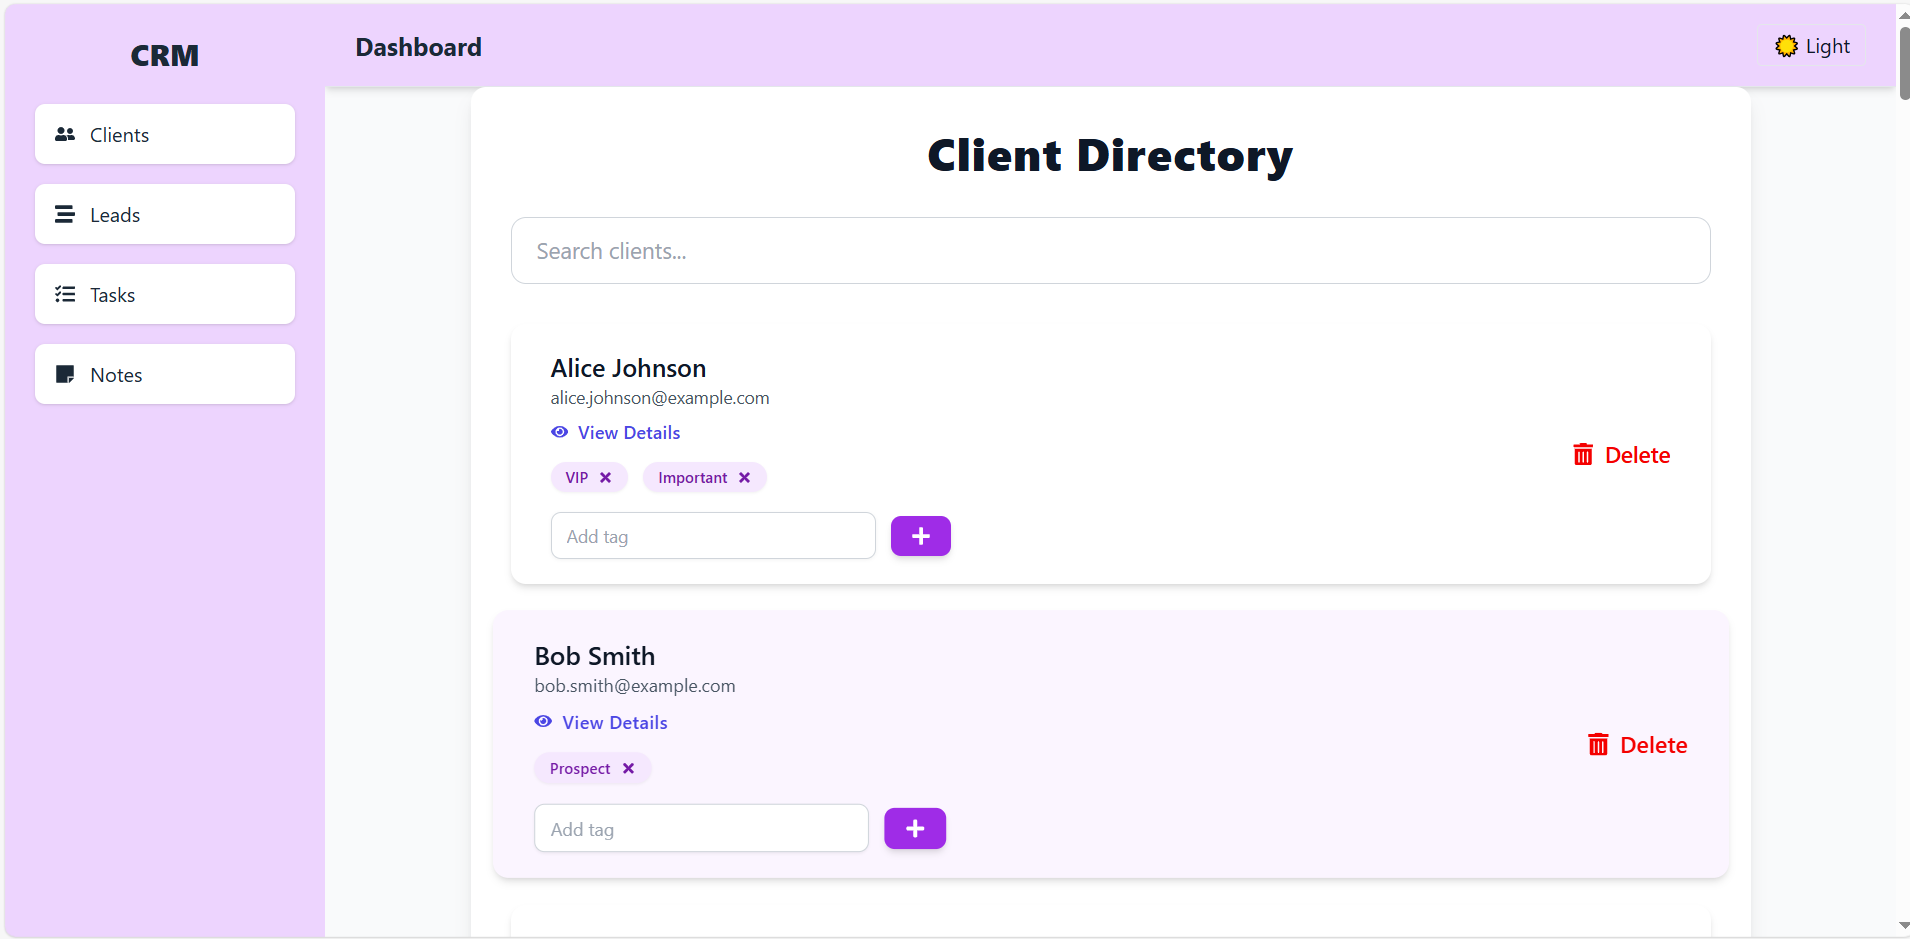 CRM
Clients
Leads
Tasks
Notes
Dashboard
Light
Client Directory
Search clients...
Alice Johnson
alice.johnson@example.com
View Details
VIP
Important
Add tag
Delete
Bob Smith
bob.smith@example.com
View Details
Prospect
Add tag
Delete